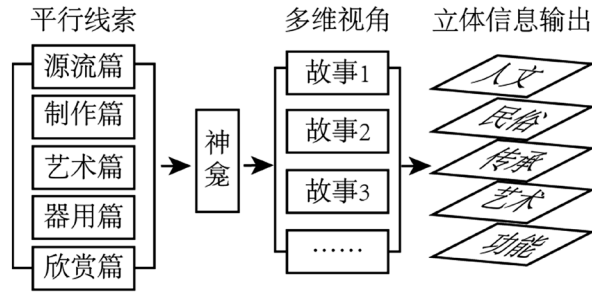 平行线索
源流篇
制作篇
艺术篇
器用篇
欣赏篇
神龛
多维视角
故事1
故事2
故事3
……
立体信息输出
人文
民俗
传承
艺术
功能